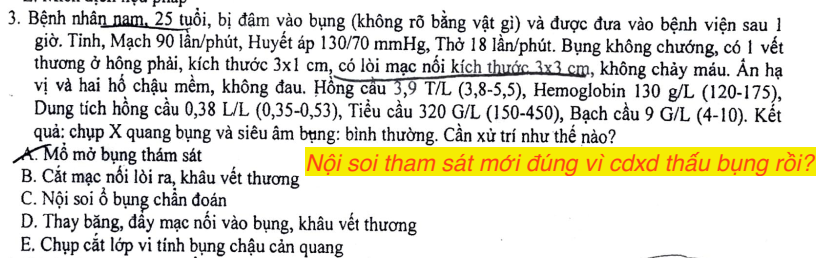 3. Bệnh nhân nam, 25 tuổi, bị đâm vào bụng (không rõ bằng vật gì) và được đưa vào bệnh viện sau 1
giờ. Tỉnh, Mạch 90 lần/phút, Huyết áp 130/70 mmHg, Thở 18 lần/phút. Bụng không chướng, có 1 vết
thương ở hông phải, kích thước 3x1 cm, có lòi mạc nối kích thước 3x3 cm, không chảy máu. Ấn hạ
vị và hai hố chậu mềm, không đau. Hồng cầu 3,9 T/L (3,8-5,5), Hemoglobin 130 g/L (120-175),
Dung tích hồng cầu 0,38 L/L (0,35-0,53), Tiểu cầu 320 G/L (150-450), Bạch cầu 9 G/L (4-10). Kết
quả: chụp X quang bụng và siêu âm bụng: bình thường. Cần xử trí như thế nào?
A. Mổ mở bụng thám sát
Nội soi tham sát mới đúng vì cdxd thấu bụng rồi?
B. Cắt mạc nối lòi ra, khâu vết thương
C. Nội soi ổ bụng chẩn đoán
D. Thay băng, đẩy mạc nối vào bụng, khâu vết thương
E. Chụp cắt lớp vi tính bụng chậu cản quang